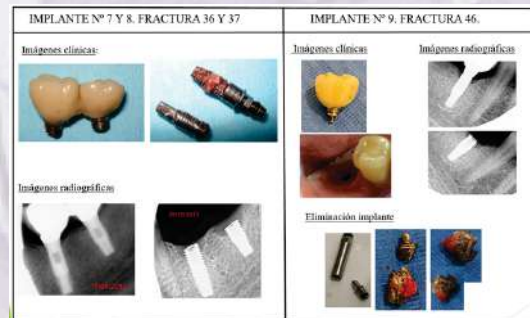 IMPLANTE Nº 7 Y 8. FRACTURA 36 Y 37
Imágenes clínicas:
Imágenes radiográficas
IMPLANTE Nº 9. FRACTURA 46.
Imágenes clínicas
Imágenes radiográficas
Eliminación implante